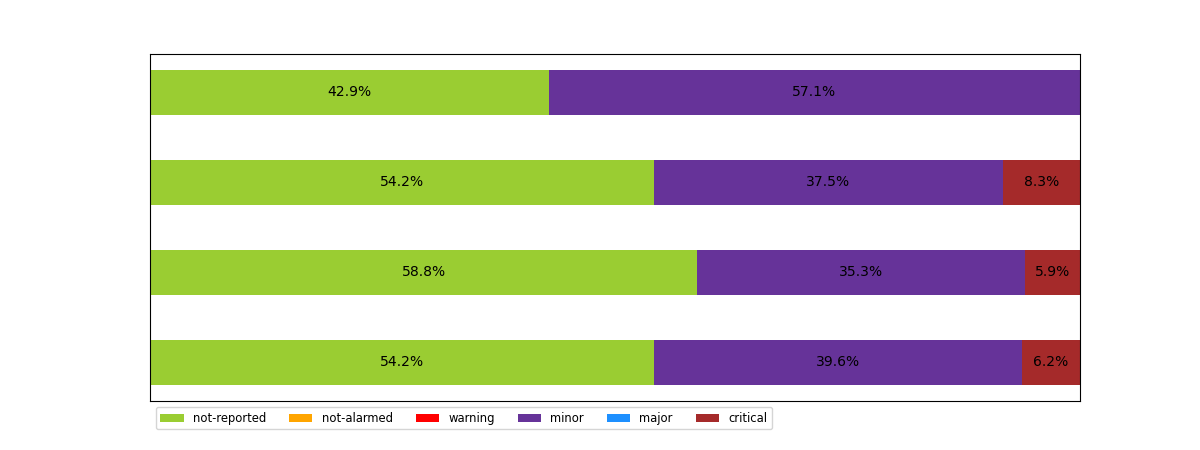 42.9% 57.1%
54.2% 37.5% 8.3%
58.8% 35.3% 5.9%
54.2% 39.6% 6.2%
not-reported not-alarmed warning minor major critical